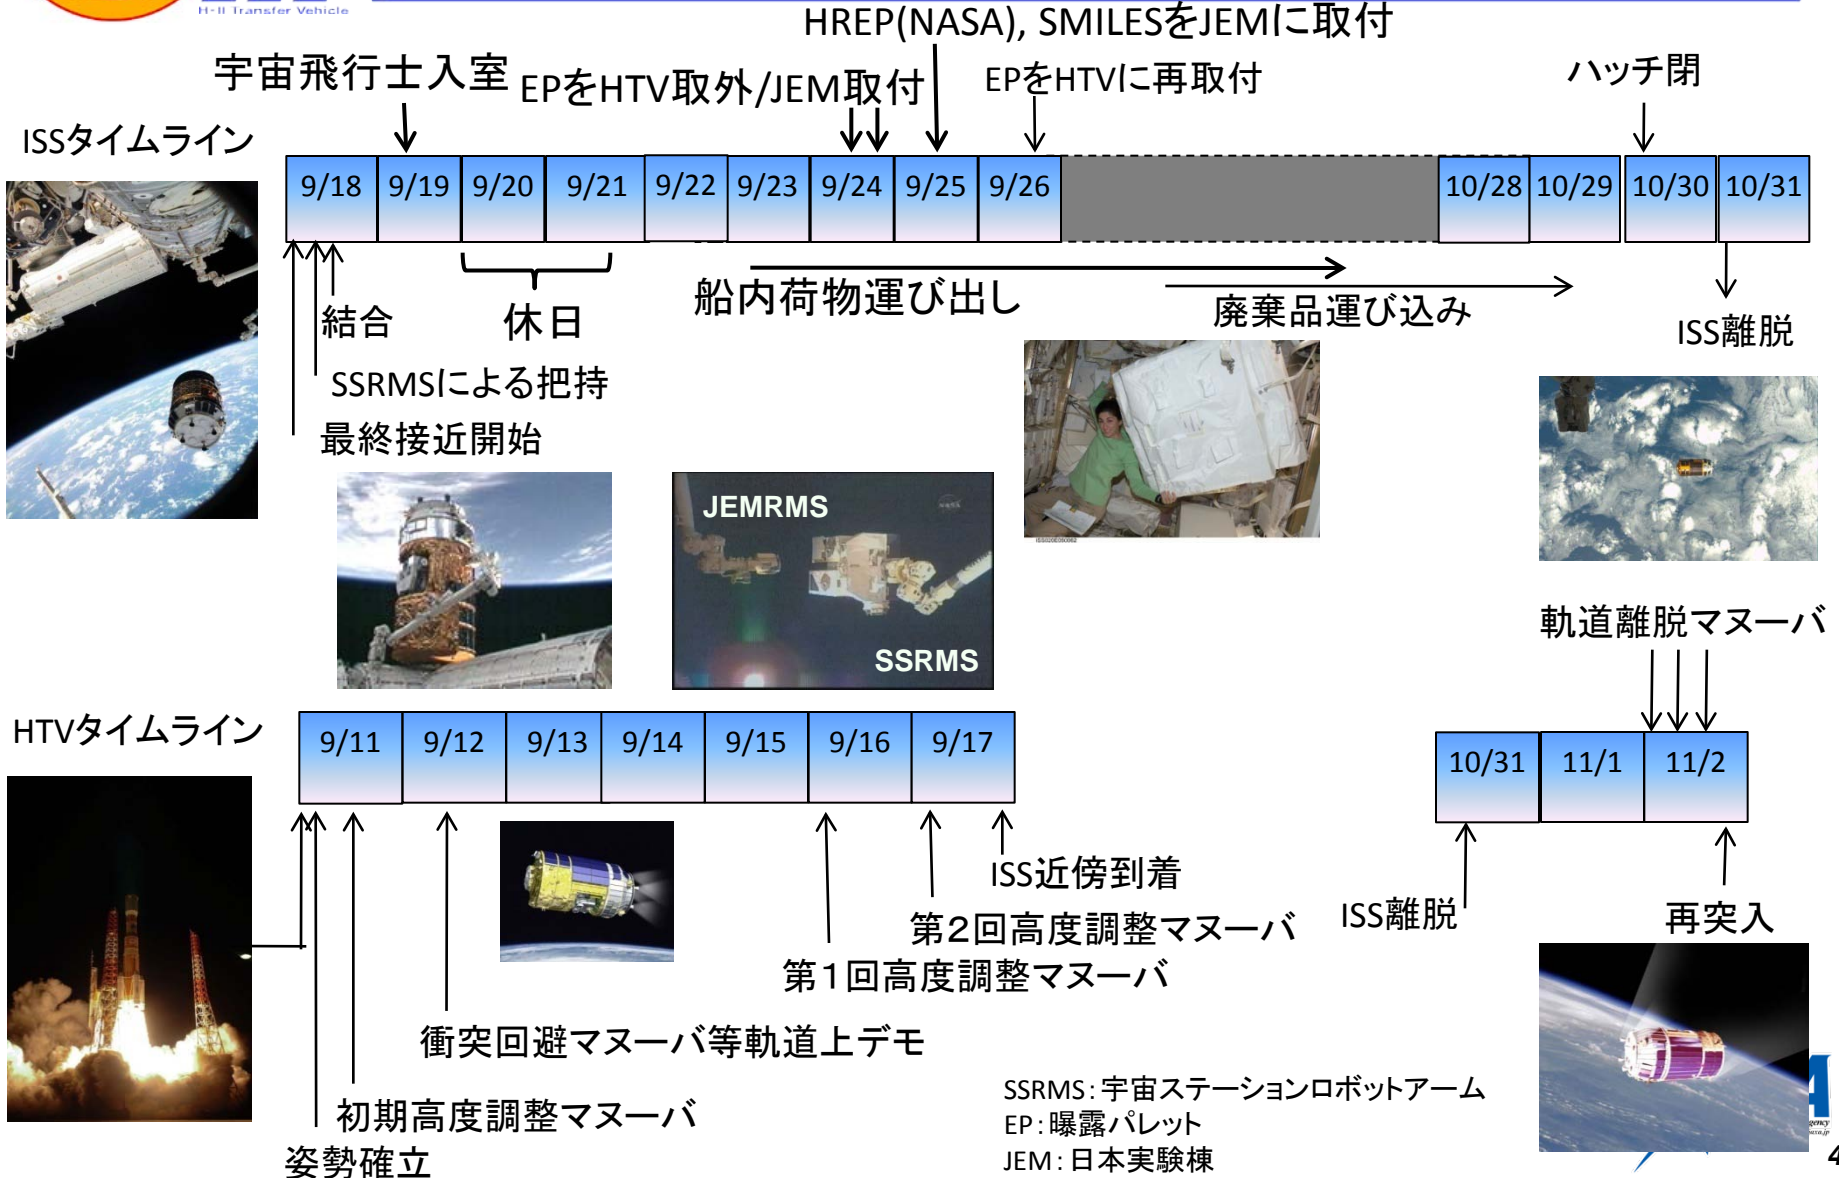 H-II Transfer Vehicle
HREP(NASA), SMILESをJEMに取付
宇宙飛行士入室
EPをHTV取外/JEM取付
EPをHTVに再取付
ハッチ閉
ISSタイムライン
9/18 9/19 9/20 9/21 9/22 9/23 9/24 9/25 9/26 10/28 10/29 10/30 10/31
結合
休日
船内荷物運び出し
廃棄品運び込み
ISS離脱
SSRMSによる把持
最終接近開始
JEMRMS
SSRMS
軌道離脱マヌーバ
HTVタイムライン
9/11 9/12 9/13 9/14 9/15 9/16 9/17
10/31 11/1 11/2
ISS近傍到着
第2回高度調整マヌーバ
第1回高度調整マヌーバ
ISS離脱
再突入
衝突回避マヌーバ等軌道上デモ
初期高度調整マヌーバ
姿勢確立
SSRMS:宇宙ステーションロボットアーム
EP:曝露パレット
JEM:日本実験棟
4